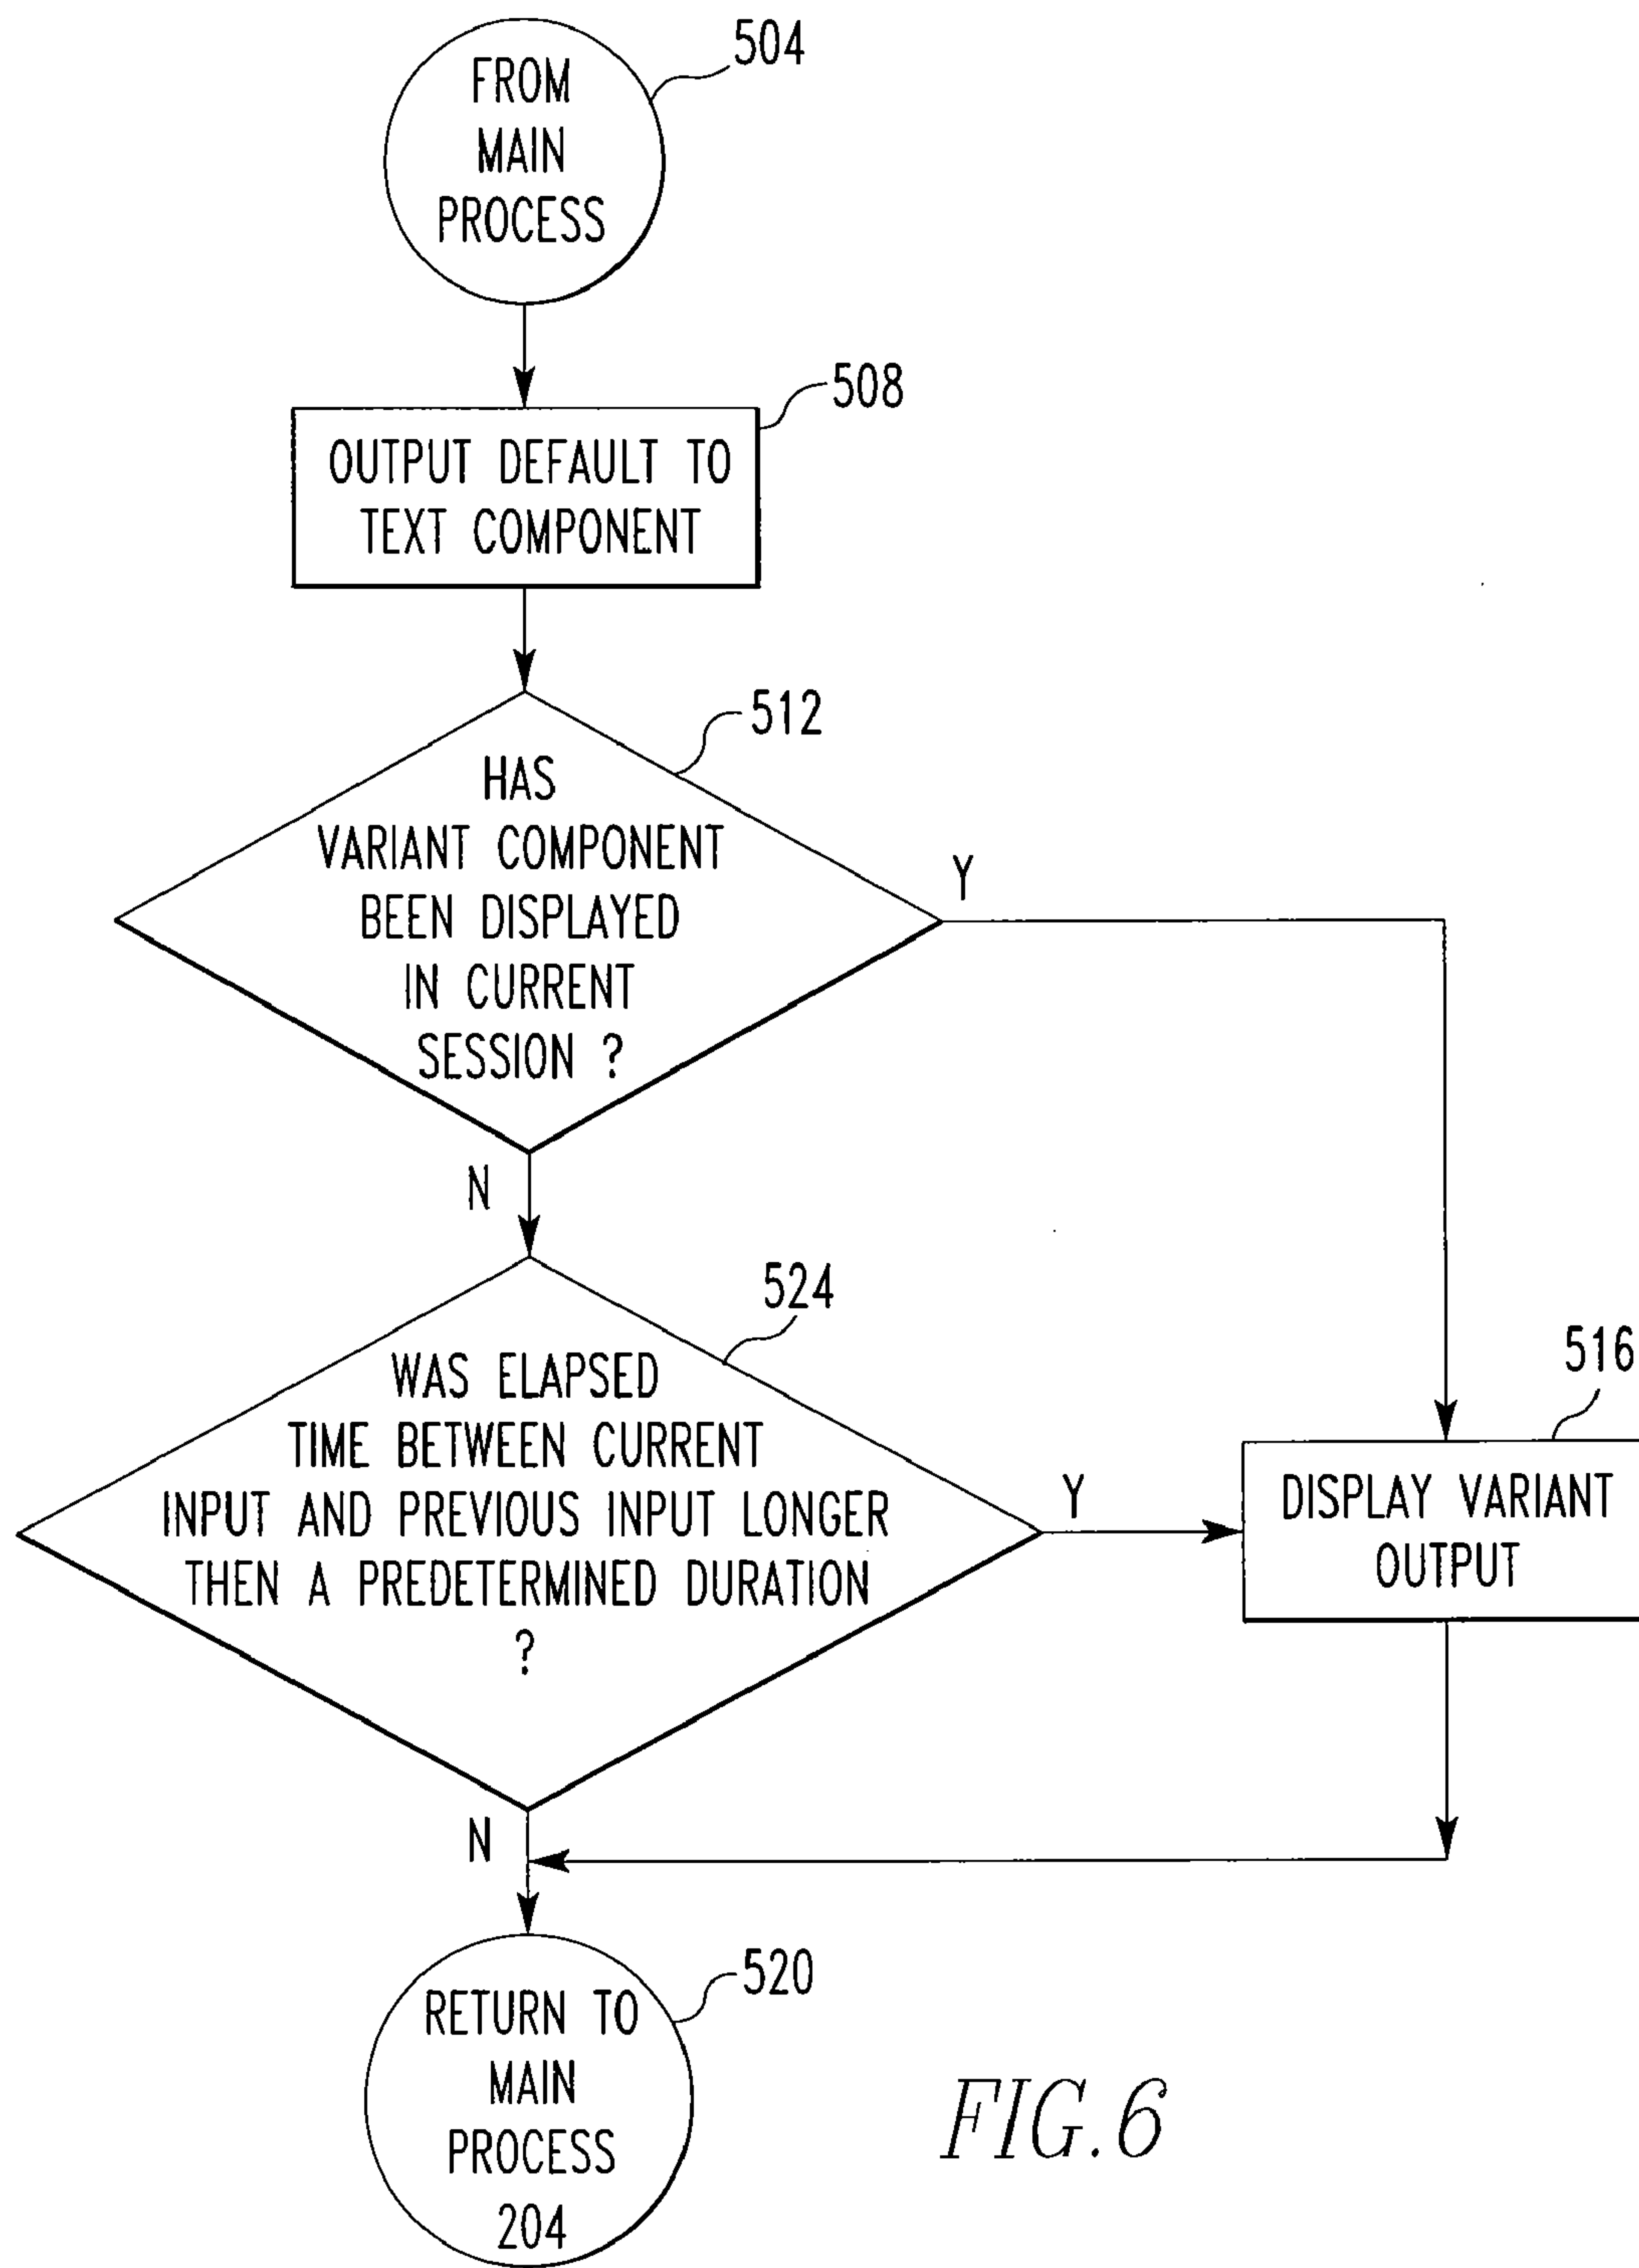 504
FROM
MAIN
PROCESS
508
OUTPUT DEFAULT TO
TEXT COMPONENT
512
HAS
VARIANT COMPONENT
BEEN DISPLAYED
IN CURRENT
SESSION ?
Y
N
524
WAS ELAPSED
TIME BETWEEN CURRENT
INPUT AND PREVIOUS INPUT LONGER
THEN A PREDETERMINED DURATION
?
Y
516
DISPLAY VARIANT
OUTPUT
N
520
RETURN TO
MAIN
PROCESS
204
FIG.6